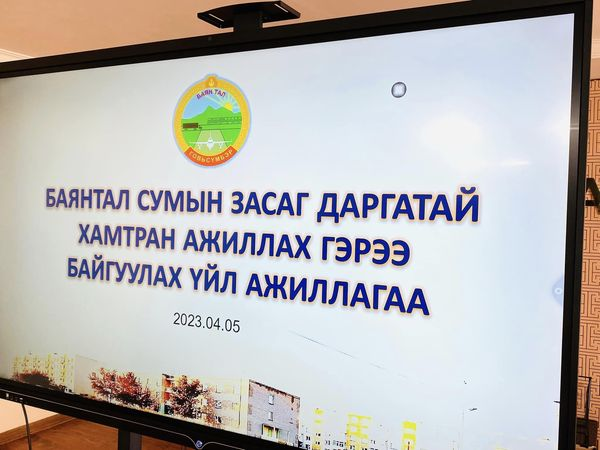 БАЯН ТАЛ
ГОВЬСҮМБЭР
БАЯНТАЛ СУМЫН ЗАСАГ ДАРГАТАЙ
ХАМТРАН АЖИЛЛАХ ГЭРЭЭ
БАЙГУУЛАХ ҮЙЛ АЖИЛЛАГАА
2023.04.05